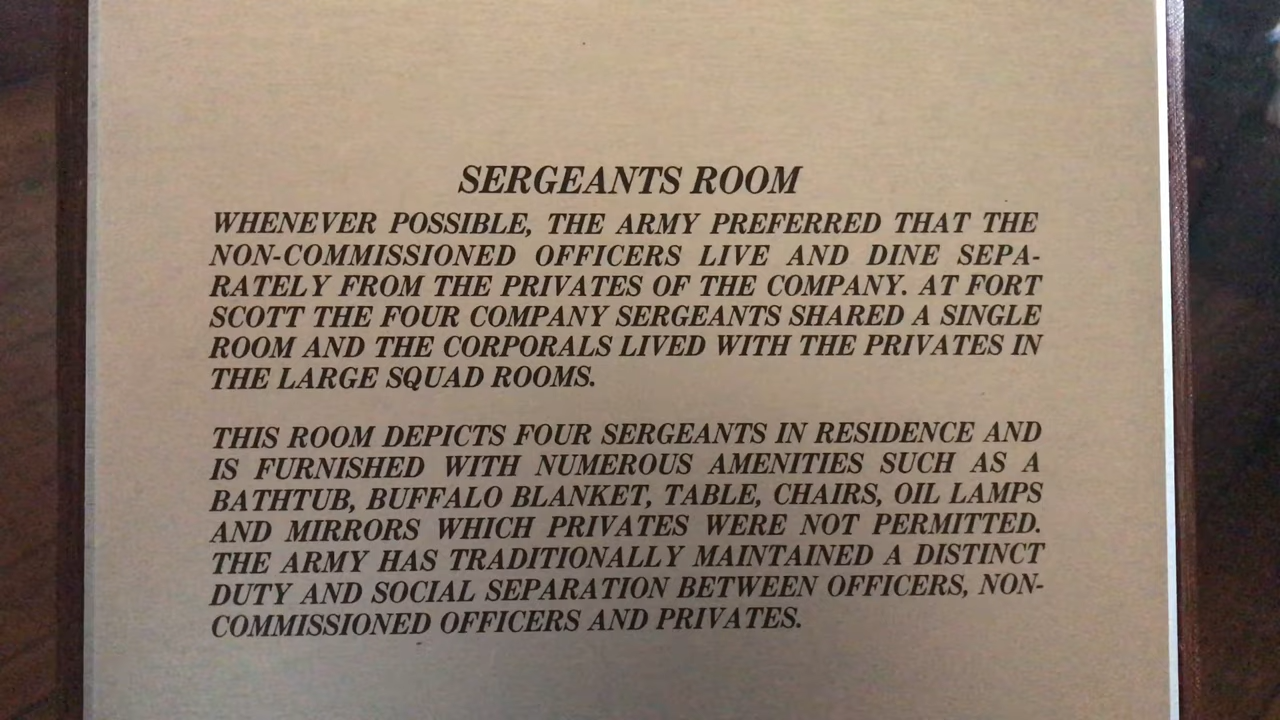 SERGEANTS ROOM
WHENEVER POSSIBLE, THE ARMY PREFERRED THAT THE
NON-COMMISSIONED OFFICERS LIVE AND DINE SEPA-
RATELY FROM THE PRIVATES OF THE COMPANY. AT FORT
SCOTT THE FOUR COMPANY SERGEANTS SHARED A SINGLE
ROOM AND THE CORPORALS LIVED WITH THE PRIVATES IN
THE LARGE SQUAD ROOMS.
THIS ROOM DEPICTS FOUR SERGEANTS IN RESIDENCE AND
IS FURNISHED WITH NUMEROUS AMENITIES SUCH AS A
BATHTUB, BUFFALO BLANKET, TABLE, CHAIRS, OIL LAMPS
AND MIRRORS WHICH PRIVATES WERE NOT PERMITTED.
THE ARMY HAS TRADITIONALLY MAINTAINED A DISTINCT
DUTY AND SOCIAL SEPARATION BETWEEN OFFICERS, NON-
COMMISSIONED OFFICERS AND PRIVATES.